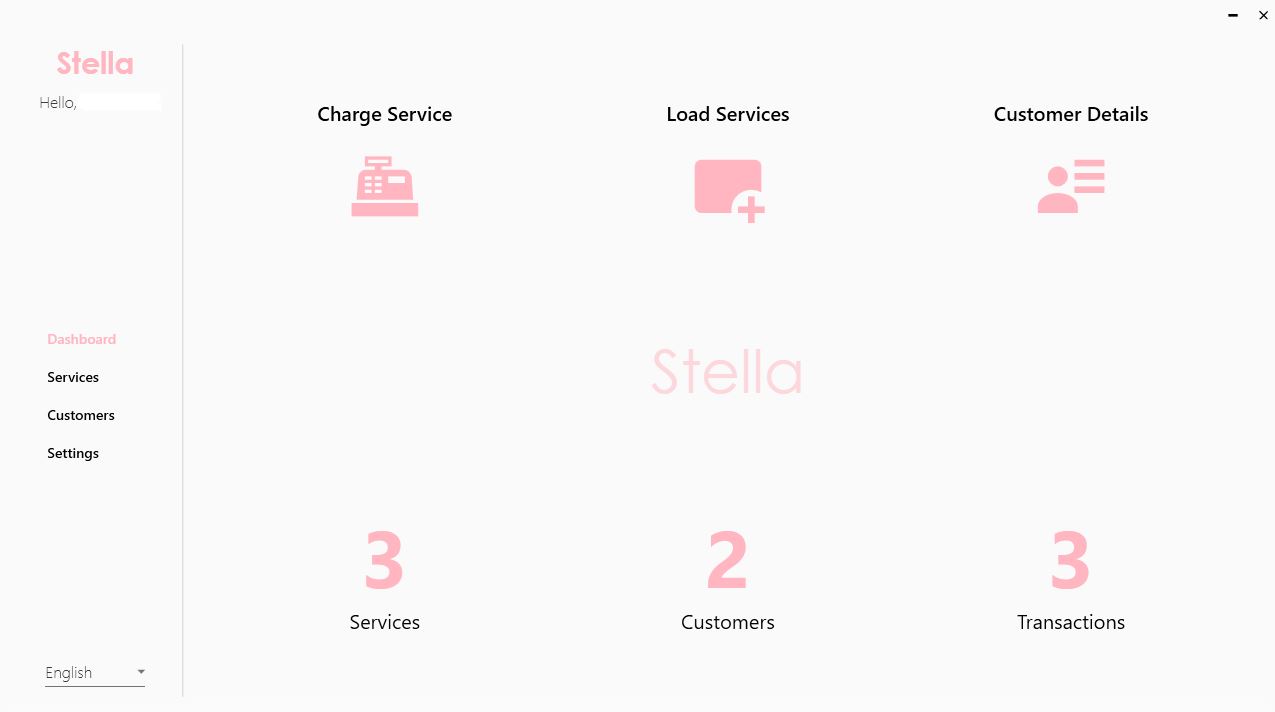 Stella
Hello,
Dashboard
Services
Customers
Settings
English
Charge Service
Load Services
Customer Details
Stella
3
Services
2
Customers
3
Transactions